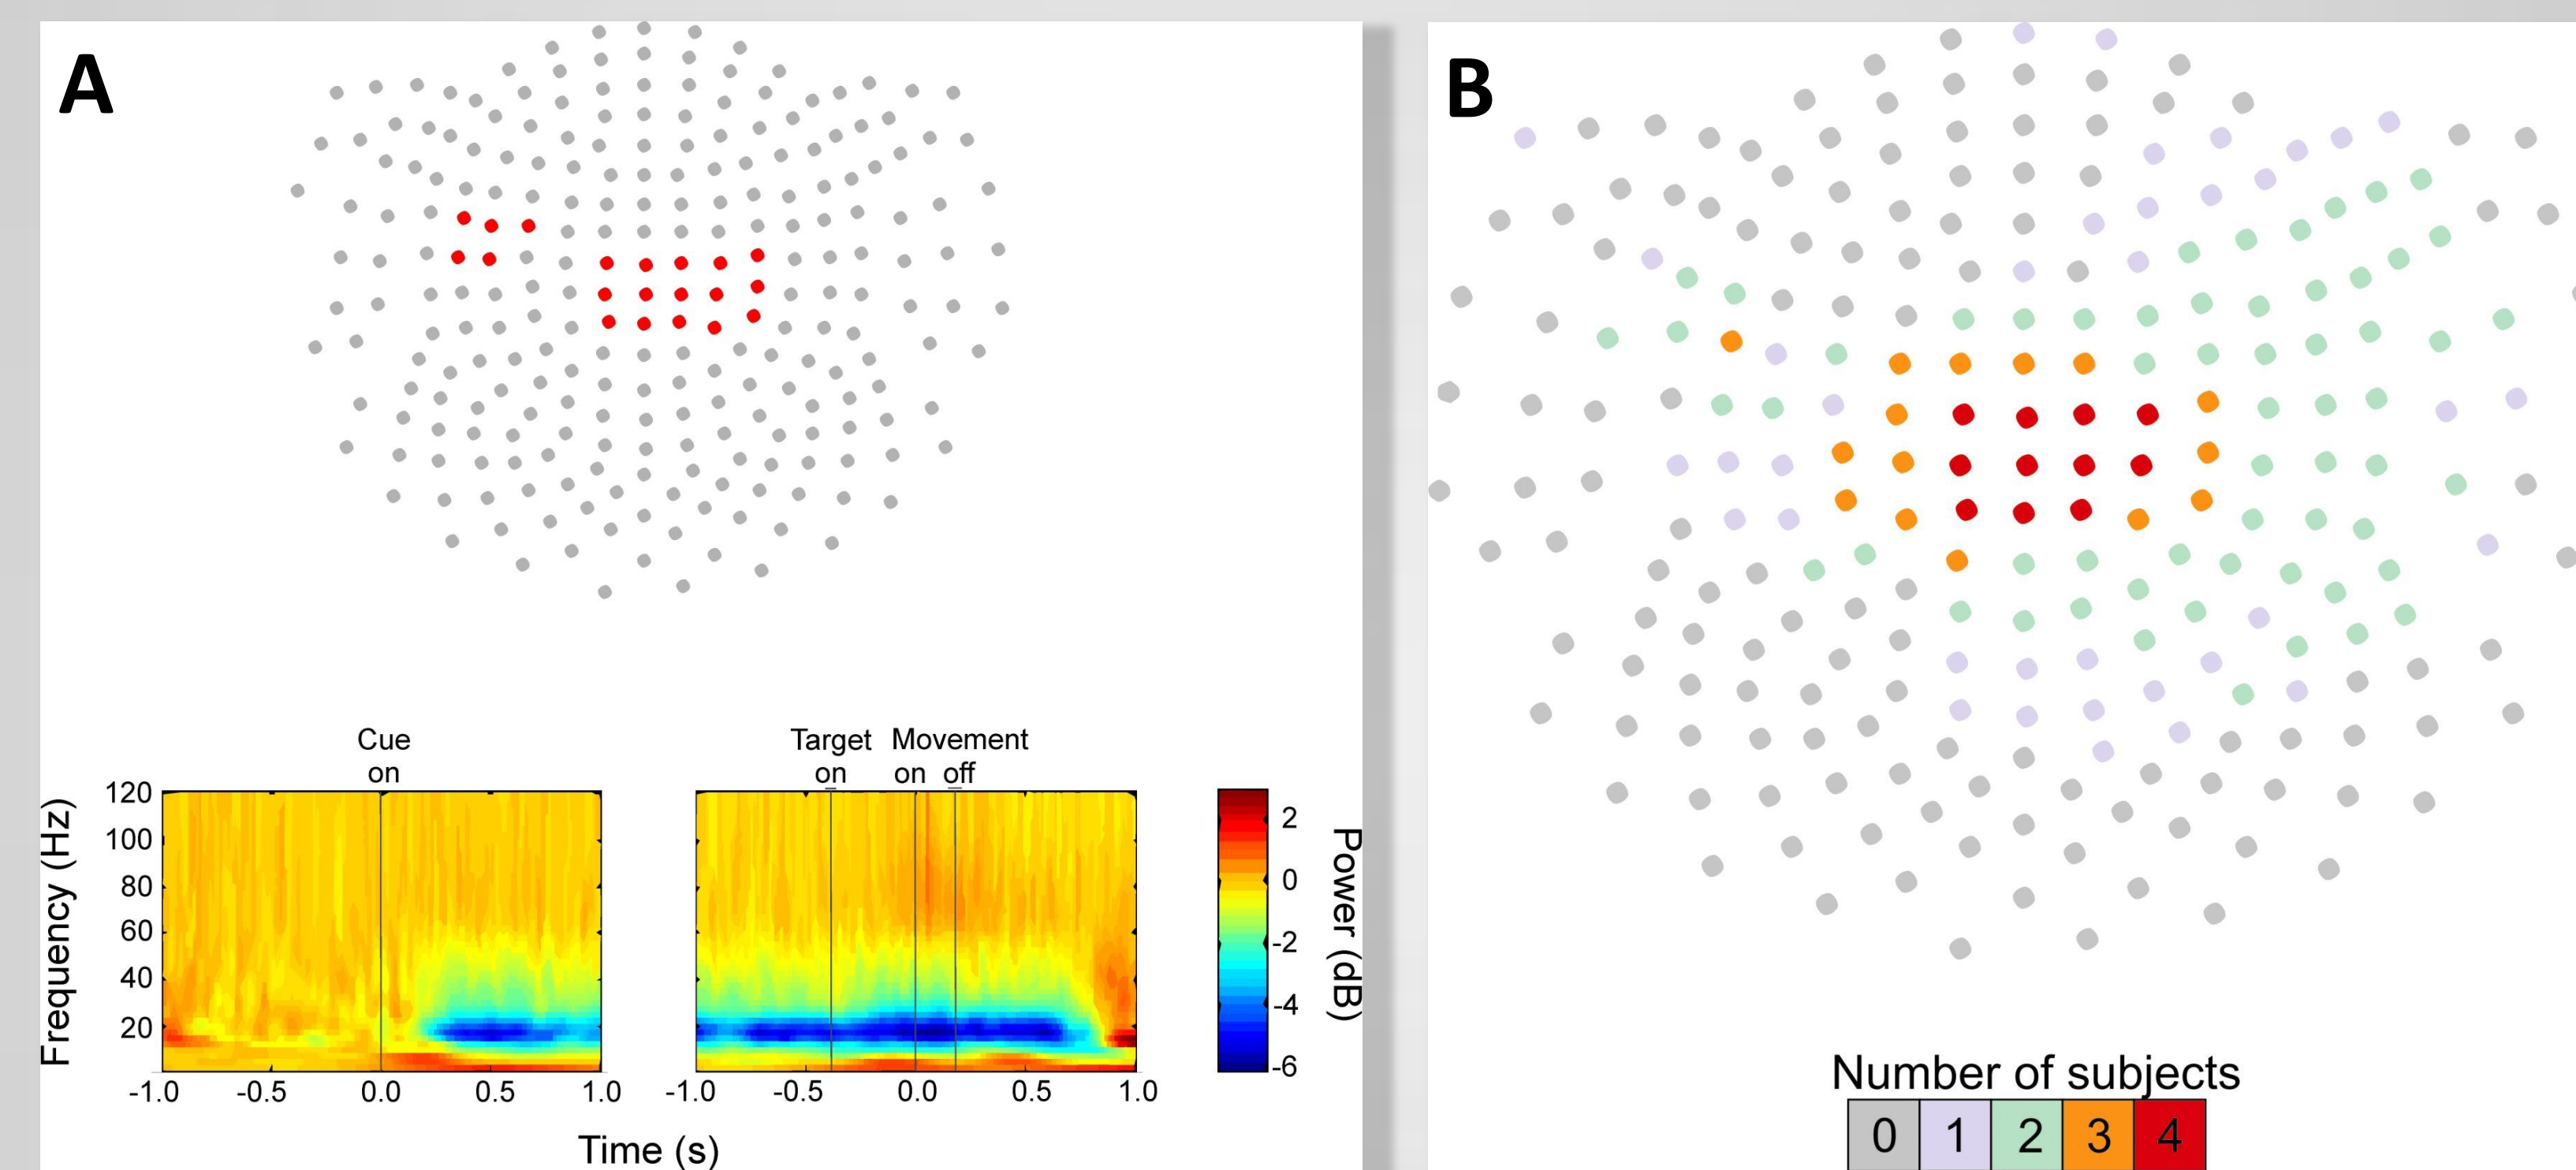 A
B
Cue
on
Target Movement
on on off
Frequency (Hz)
120
100
80
60
40
20
-1.0 -0.5 0.0 0.5 1.0
-1.0 -0.5 0.0 0.5 1.0
Time (s)
2
0
-2
-4
-6
Power (dB)
Number of subjects
0 1 2 3 4